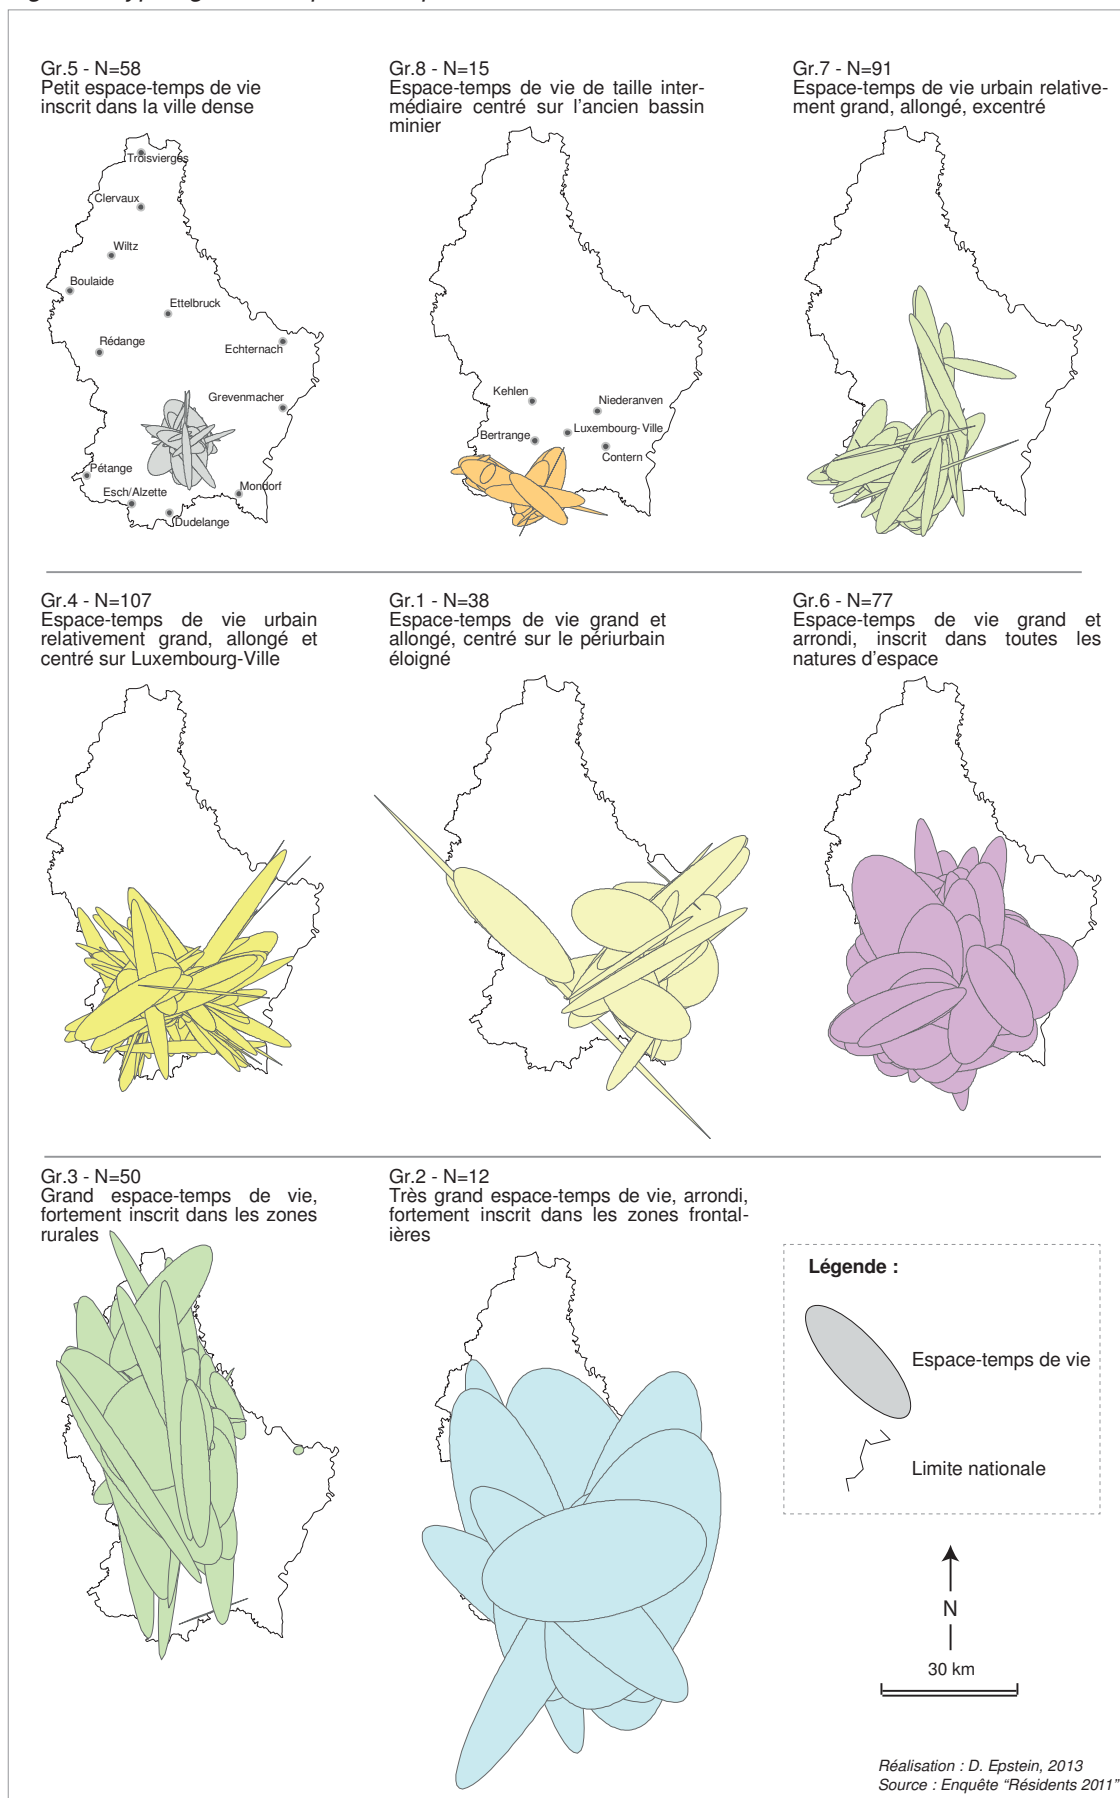 Gr.5 - N=58
Petit espace-temps de vie
inscrit dans la ville dense
Gr.8 - N=15
Espace-temps de vie de taille inter-
médiaire centré sur l'ancien bassin
minier
Gr.7 - N=91
Espace-temps de vie urbain relative-
ment grand, allongé, excentré
Troisvierges
Clervaux
Wiltz
Boulaide
Ettelbruck
Rédange
Echternach
Grevenmacher
Pétange
Esch/Alzette
Mondorf
Dudelange
Kehlen
Niederanven
Bertrange
Luxembourg-Ville
Contern
Gr.4 - N=107
Espace-temps de vie urbain
relativement grand, allongé et
centré sur Luxembourg-Ville
Gr.1 - N=38
Espace-temps de vie grand et
allongé, centré sur le périurbain
éloigné
Gr.6 - N=77
Espace-temps de vie grand et
arrondi, inscrit dans toutes les
natures d'espace
Gr.3 - N=50
Grand espace-temps de vie,
fortement inscrit dans les zones
rurales
Gr.2 - N=12
Très grand espace-temps de vie, arrondi,
fortement inscrit dans les zones frontal-
ières
Légende :
Espace-temps de vie
Limite nationale
N
30 km
Réalisation : D. Epstein, 2013
Source : Enquête “Résidents 2011”